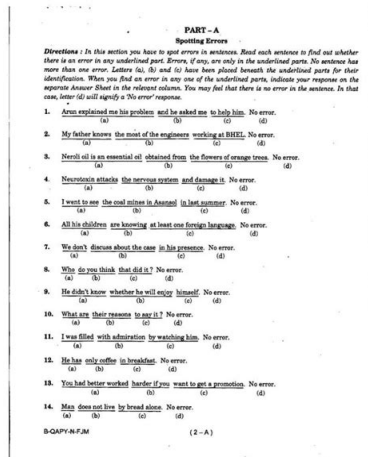 PART – A
Spotting Errors
Directions : In this section you have to spot errors in sentences. Read each sentence to find out whether
there is an error in any underlined part. Errors, if any, are only in the underlined parts. No sentence has
more than one error. Letters (a), (b) and (c) have been placed beneath the underlined parts for their
identification. When you find an error in any one of the underlined parts, indicate your response on the
separate Answer Sheet in the relevant column. You may feel that there is no error in the sentence. In that
case, letter (d) will signify a 'No error' response.
1. Arun explained me his problem and he asked me to help him. No error.
(a) (b) (c) (d)
2. My father knows the most of the engineers working at BHEL. No error.
(a) (b) (c) (d)
3. Neroli oil is an essential oil obtained from the flowers of orange trees. No error.
(a) (b) (c) (d)
4. Neurotoxin attacks the nervous system and damage it. No error.
(a) (b) (c) (d)
5. I went to see the coal mines in Asansol in last summer. No error.
(a) (b) (c) (d)
6. All his children are knowing at least one foreign language. No error.
(a) (b) (c) (d)
7. We don't discuss about the case in his presence. No error.
(a) (b) (c) (d)
8. Who do you think that did it ? No error.
(a) (b) (c) (d)
9. He didn't know whether he will enjoy himself. No error.
(a) (b) (c) (d)
10. What are their reasons to say it ? No error.
(a) (b) (c) (d)
11. I was filled with admiration by watching him. No error.
(a) (b) (c) (d)
12. He has only coffee in breakfast. No error.
(a) (b) (c) (d)
13. You had better worked harder if you want to get a promotion. No error.
(a) (b) (c) (d)
14. Man does not live by bread alone. No error.
(a) (b) (c) (d)
B-QAPY-N-FJM ( 2 – A )